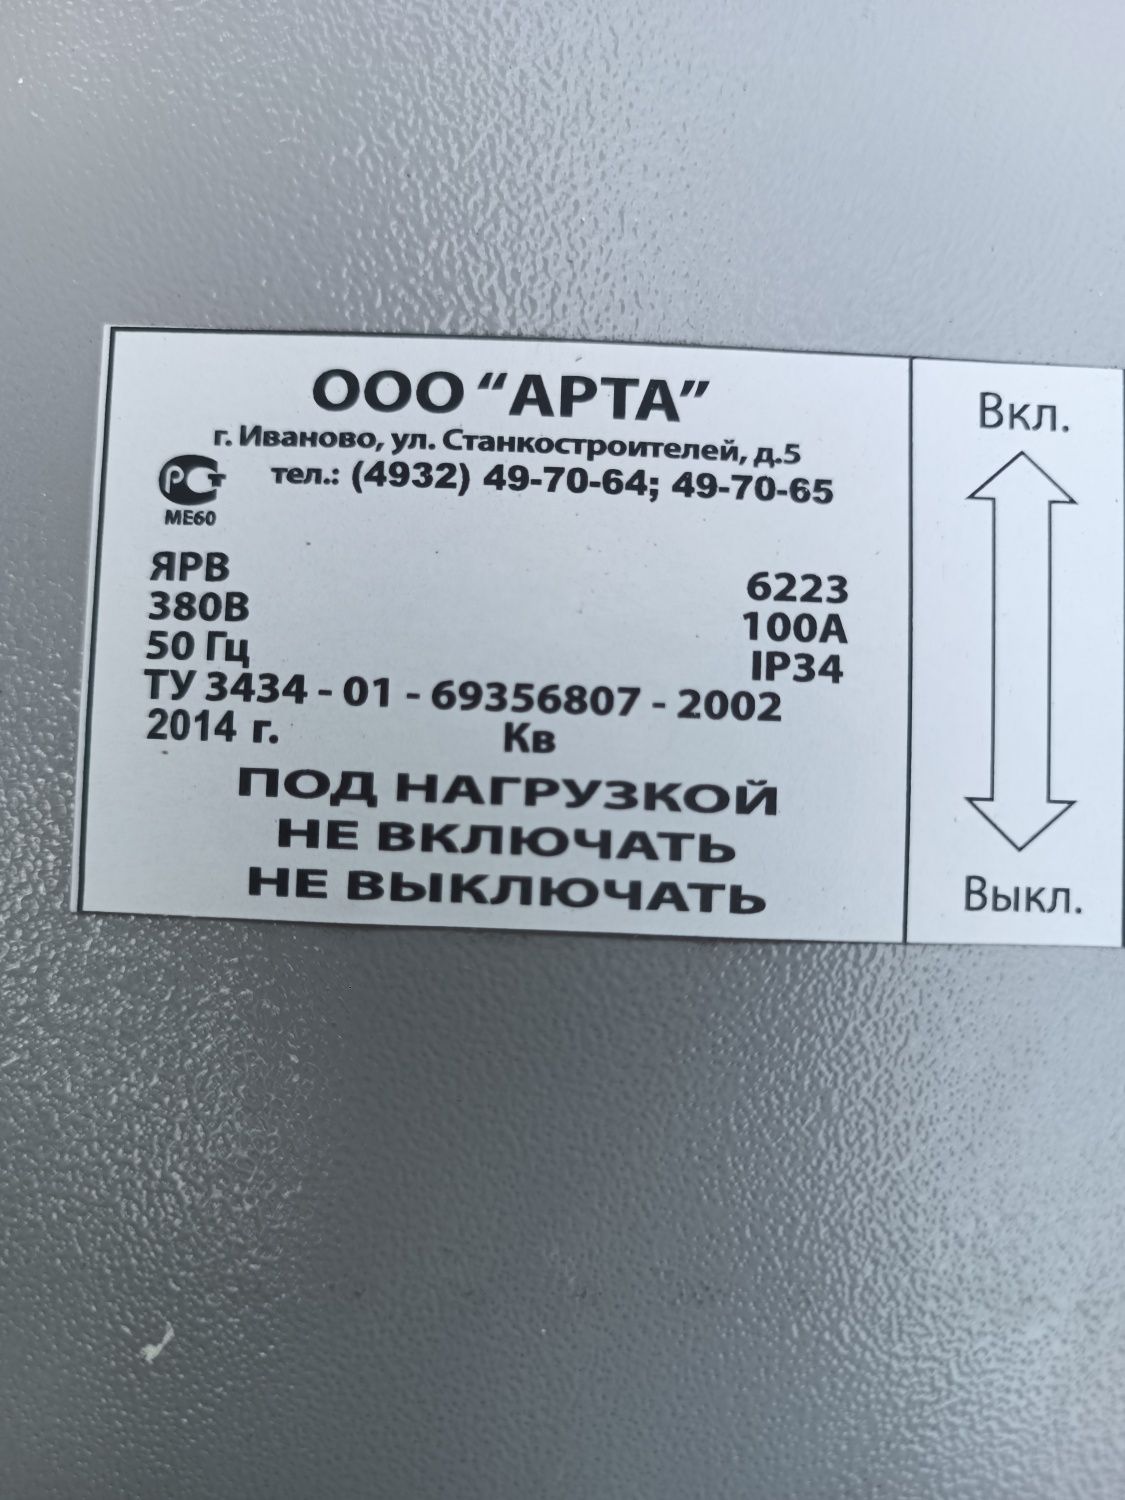 ООО “АРТА”
г. Иваново, ул. Станкостроителей, д.5
тел.: (4932) 49-70-64; 49-70-65
РСТ
МЕ60
ЯРВ 6223
380В 100А
50 Гц IP34
ТУ 3434 - 01 - 69356807 - 2002
2014 г. Кв
ПОД НАГРУЗКОЙ
НЕ ВКЛЮЧАТЬ
НЕ ВЫКЛЮЧАТЬ
Вкл.
Выкл.